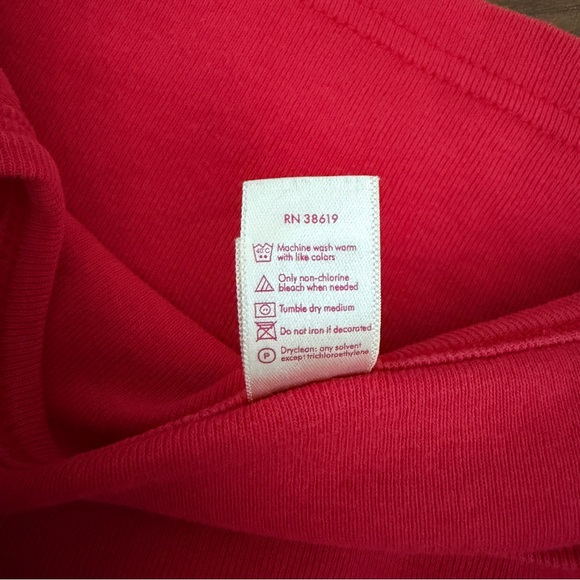 RN 38619
40°C
Machine wash warm
with like colors
Only non-chlorine
bleach when needed
Tumble dry medium
Do not iron if decorated
P
Dryclean: any solvent
except trichloroethylene